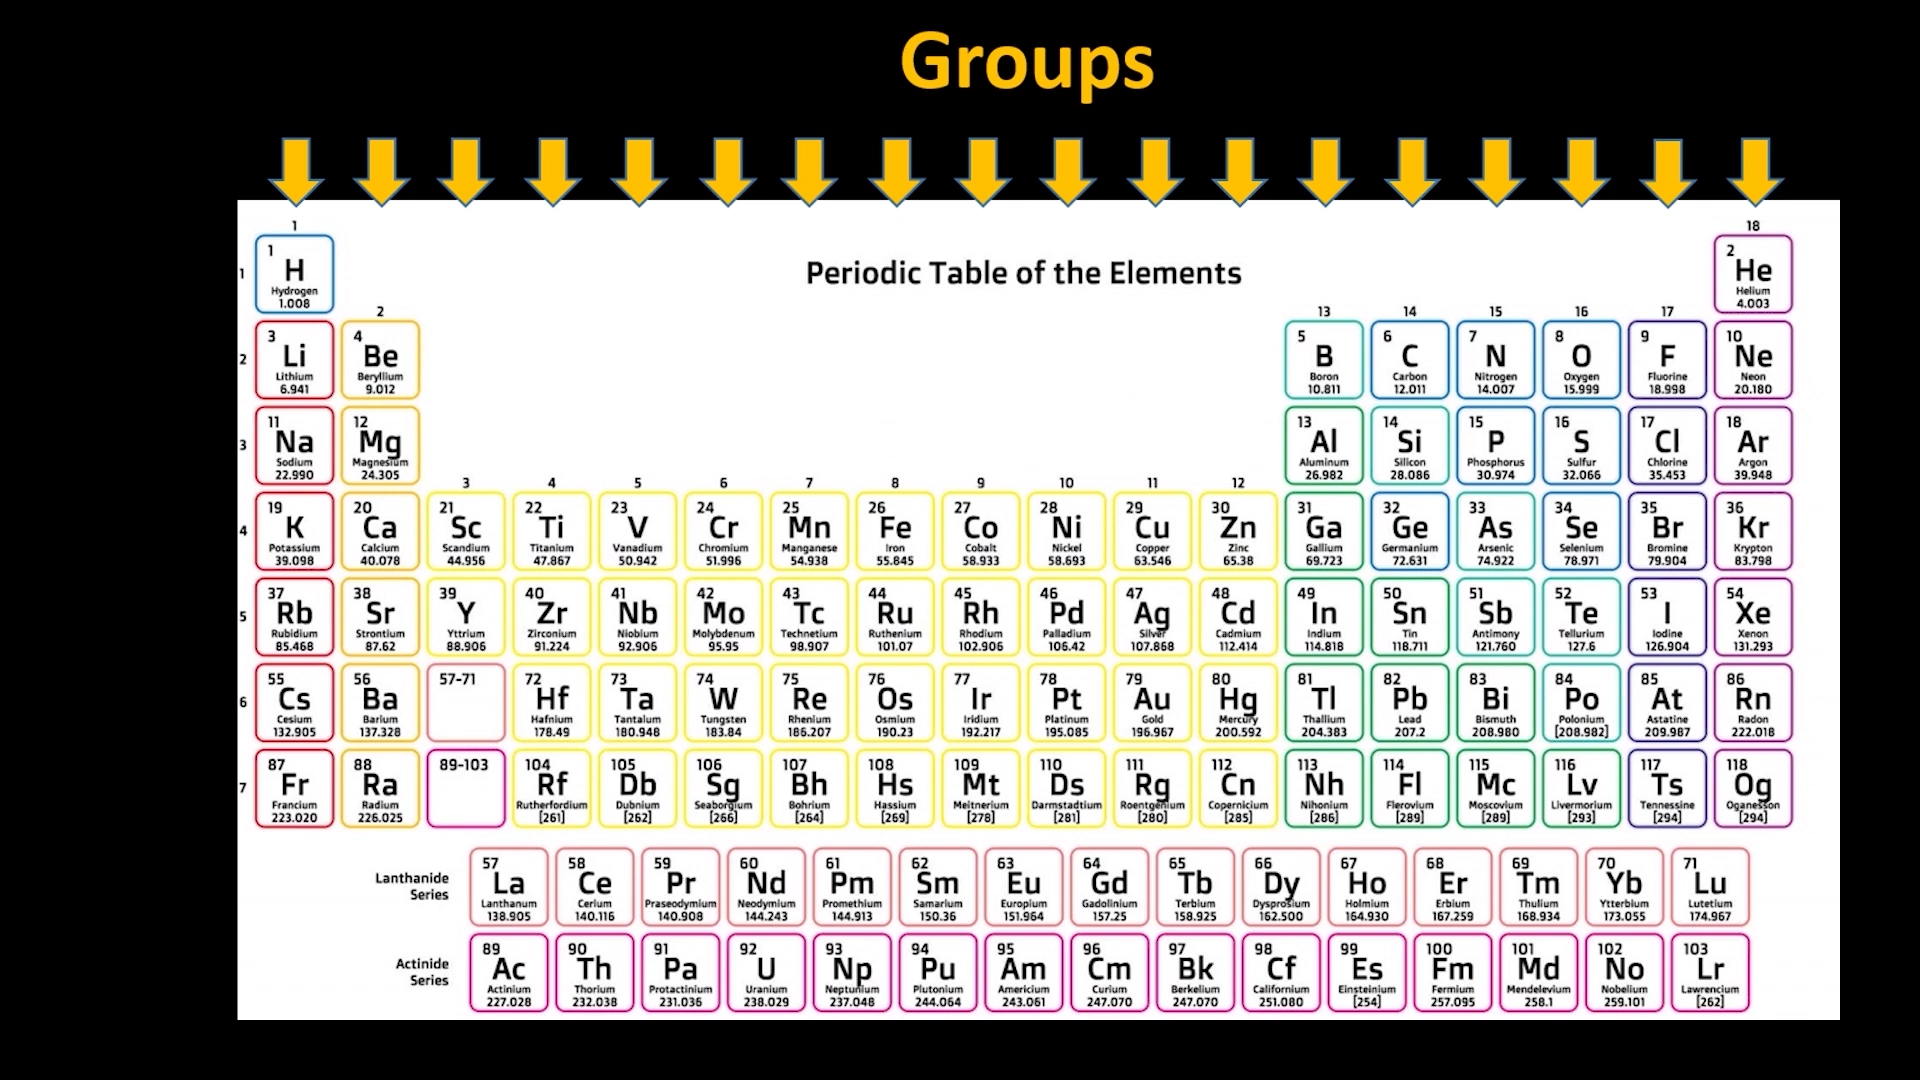 Groups
1 18
1 2
1 H He
Hydrogen Helium
1.008 Periodic Table of the Elements 4.003
2 13 14 15 16 17
3 4 5 6 7 8 9 10
2 Li Be B C N O F Ne
Lithium Beryllium Boron Carbon Nitrogen Oxygen Fluorine Neon
6.941 9.012 10.811 12.011 14.007 15.999 18.998 20.180
11 12 13 14 15 16 17 18
3 Na Mg Al Si P S Cl Ar
Sodium Magnesium Aluminum Silicon Phosphorus Sulfur Chlorine Argon
22.990 24.305 26.982 28.086 30.974 32.066 35.453 39.948
3 4 5 6 7 8 9 10 11 12
19 20 21 22 23 24 25 26 27 28 29 30 31 32 33 34 35 36
4 K Ca Sc Ti V Cr Mn Fe Co Ni Cu Zn Ga Ge As Se Br Kr
Potassium Calcium Scandium Titanium Vanadium Chromium Manganese Iron Cobalt Nickel Copper Zinc Gallium Germanium Arsenic Selenium Bromine Krypton
39.098 40.078 44.956 47.867 50.942 51.996 54.938 55.845 58.933 58.693 63.546 65.38 69.723 72.631 74.922 78.971 79.904 83.798
37 38 39 40 41 42 43 44 45 46 47 48 49 50 51 52 53 54
5 Rb Sr Y Zr Nb Mo Tc Ru Rh Pd Ag Cd In Sn Sb Te I Xe
Rubidium Strontium Yttrium Zirconium Niobium Molybdenum Technetium Ruthenium Rhodium Palladium Silver Cadmium Indium Tin Antimony Tellurium Iodine Xenon
85.468 87.62 88.906 91.224 92.906 95.95 98.907 101.07 102.906 106.42 107.868 112.414 114.818 118.711 121.760 127.6 126.904 131.293
55 56 57-71 72 73 74 75 76 77 78 79 80 81 82 83 84 85 86
6 Cs Ba Hf Ta W Re Os Ir Pt Au Hg Tl Pb Bi Po At Rn
Cesium Barium Hafnium Tantalum Tungsten Rhenium Osmium Iridium Platinum Gold Mercury Thallium Lead Bismuth Polonium Astatine Radon
132.905 137.328 178.49 180.948 183.84 186.207 190.23 192.217 195.085 196.967 200.592 204.383 207.2 208.980 [208.982] 209.987 222.018
87 88 89-103 104 105 106 107 108 109 110 111 112 113 114 115 116 117 118
7 Fr Ra Rf Db Sg Bh Hs Mt Ds Rg Cn Nh Fl Mc Lv Ts Og
Francium Radium Rutherfordium Dubnium Seaborgium Bohrium Hassium Meitnerium Darmstadtium Roentgenium Copernicium Nihonium Flerovium Moscovium Livermorium Tennessine Oganesson
223.020 226.025 [261] [262] [266] [264] [269] [278] [281] [280] [285] [286] [289] [289] [293] [294] [294]
57 58 59 60 61 62 63 64 65 66 67 68 69 70 71
Lanthanide Series La Ce Pr Nd Pm Sm Eu Gd Tb Dy Ho Er Tm Yb Lu
Lanthanum Cerium Praseodymium Neodymium Promethium Samarium Europium Gadolinium Terbium Dysprosium Holmium Erbium Thulium Ytterbium Lutetium
138.905 140.116 140.908 144.243 144.913 150.36 151.964 157.25 158.925 162.500 164.930 167.259 168.934 173.055 174.967
89 90 91 92 93 94 95 96 97 98 99 100 101 102 103
Actinide Series Ac Th Pa U Np Pu Am Cm Bk Cf Es Fm Md No Lr
Actinium Thorium Protactinium Uranium Neptunium Plutonium Americium Curium Berkelium Californium Einsteinium Fermium Mendelevium Nobelium Lawrencium
227.028 232.038 231.036 238.029 237.048 244.064 243.061 247.070 247.070 251.080 [254] 257.095 258.1 259.101 [262]